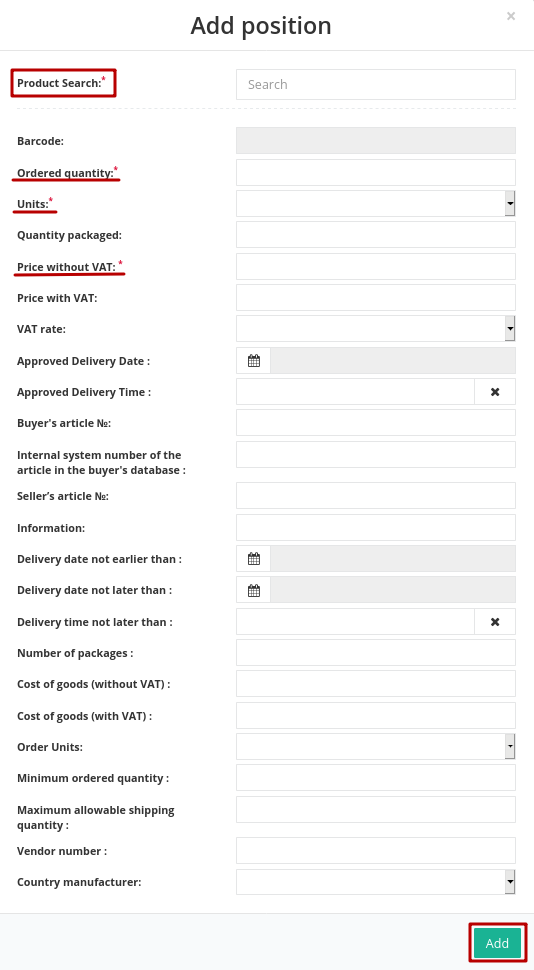 Add position
×
Product Search:*
Search
Barcode:
Ordered quantity:*
Units:*
Quantity packaged:
Price without VAT: *
Price with VAT:
VAT rate:
Approved Delivery Date :
Approved Delivery Time :
Buyer's article №:
Internal system number of the
article in the buyer's database :
Seller's article №:
Information:
Delivery date not earlier than :
Delivery date not later than :
Delivery time not later than :
Number of packages :
Cost of goods (without VAT) :
Cost of goods (with VAT) :
Order Units:
Minimum ordered quantity :
Maximum allowable shipping
quantity :
Vendor number :
Country manufacturer:
Add